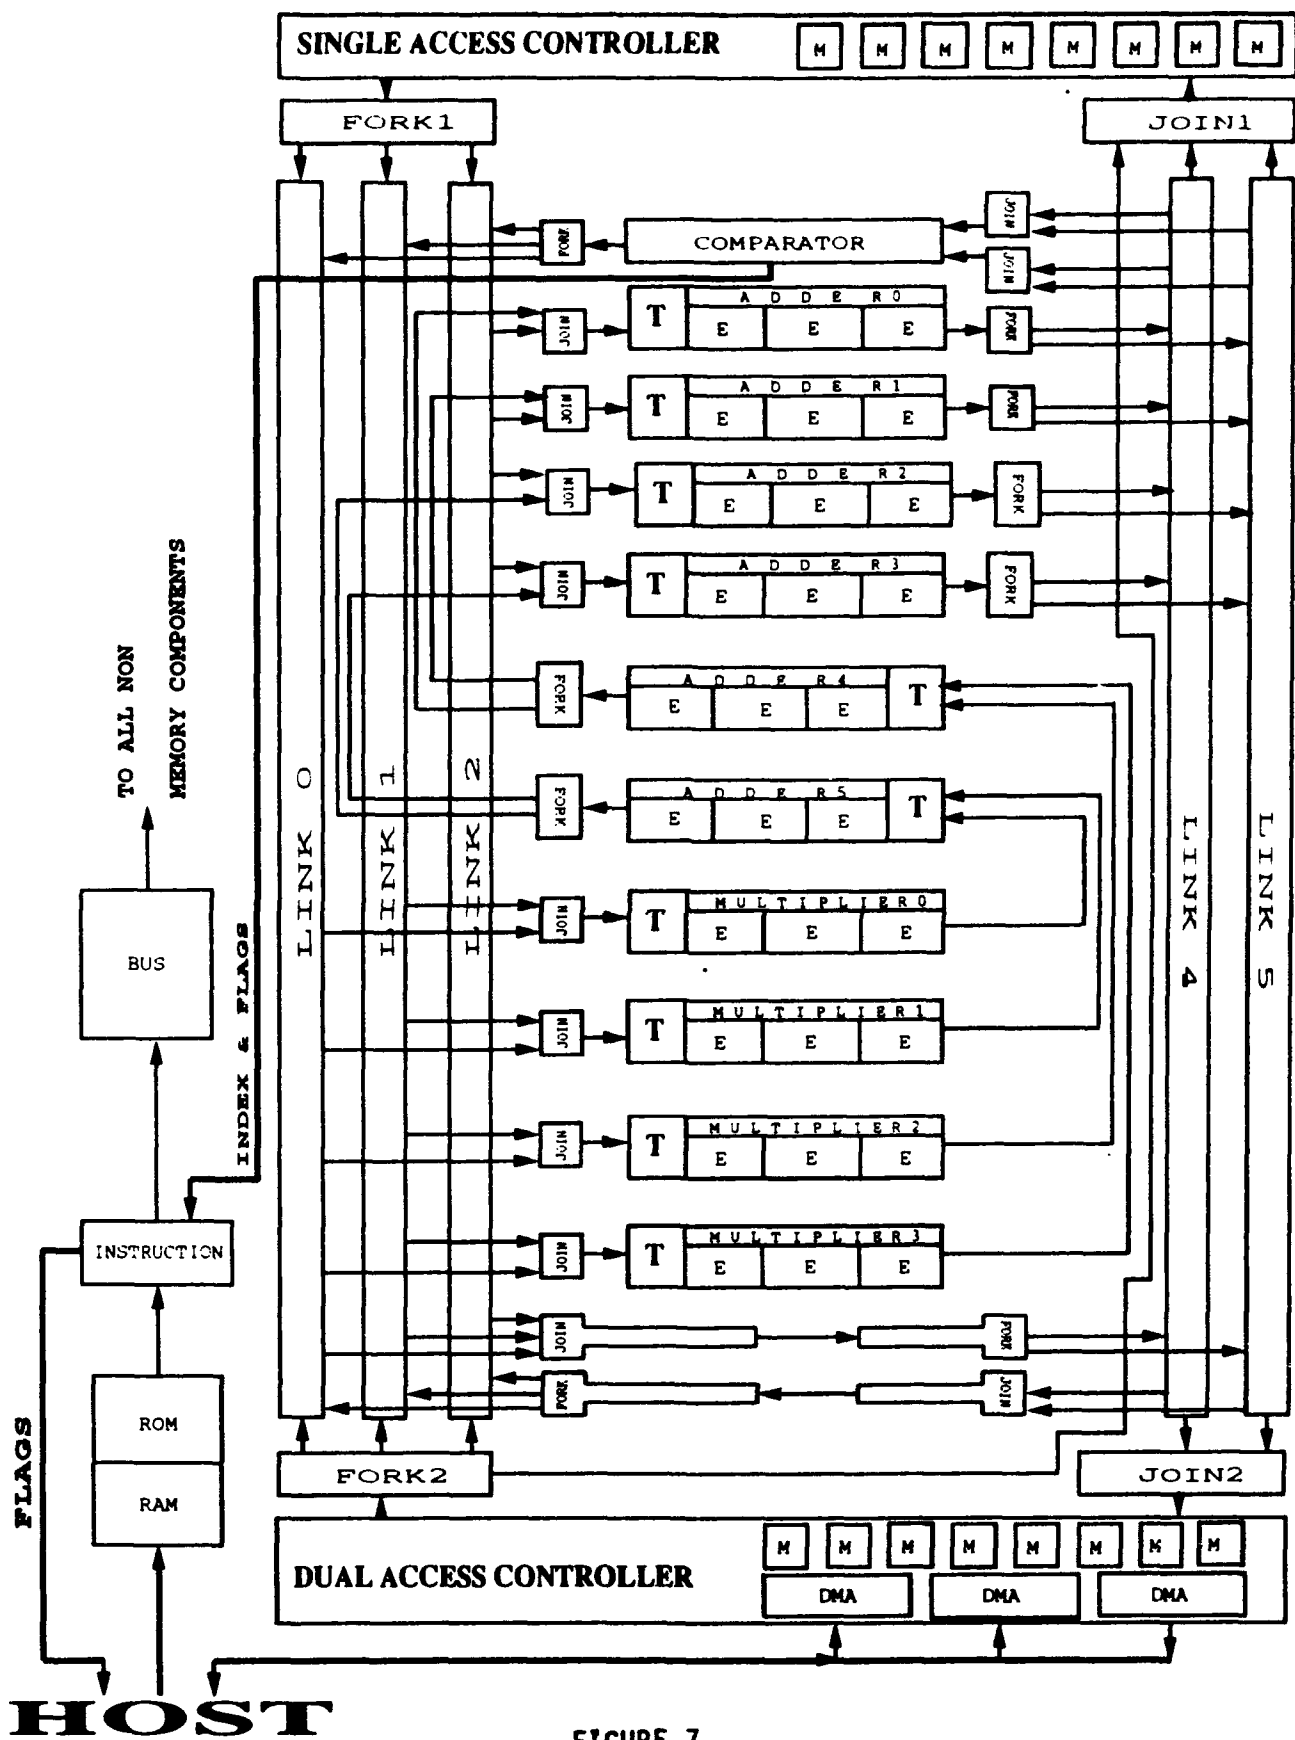 SINGLE ACCESS CONTROLLER M M M M M M M M
FORK1
JOIN1
FORK
COMPARATOR
JOIN
JOIN
JOIN
T
ADDER0
E E E
FORK
JOIN
T
ADDER1
E E E
FORK
JOIN
T
ADDER2
E E E
FORK
JOIN
T
ADDER3
E E E
FORK
TO ALL NON
MEMORY COMPONENTS
FORK
ADDER4
E E E
T
FORK
ADDER5
E E E
T
LINK 0
LINK 1
LINK 2
LINK 4
LINK 5
JOIN
T
MULTIPLIER0
E E E
BUS
INDEX & FLAGS
JOIN
T
MULTIPLIER1
E E E
JOIN
T
MULTIPLIER2
E E E
INSTRUCTION
JOIN
T
MULTIPLIER3
E E E
JOIN
FORK
FORK
JOIN
ROM
RAM
FLAGS
FORK2
JOIN2
DUAL ACCESS CONTROLLER
M M M M M M M M
DMA DMA DMA
HOST
FIGURE 7